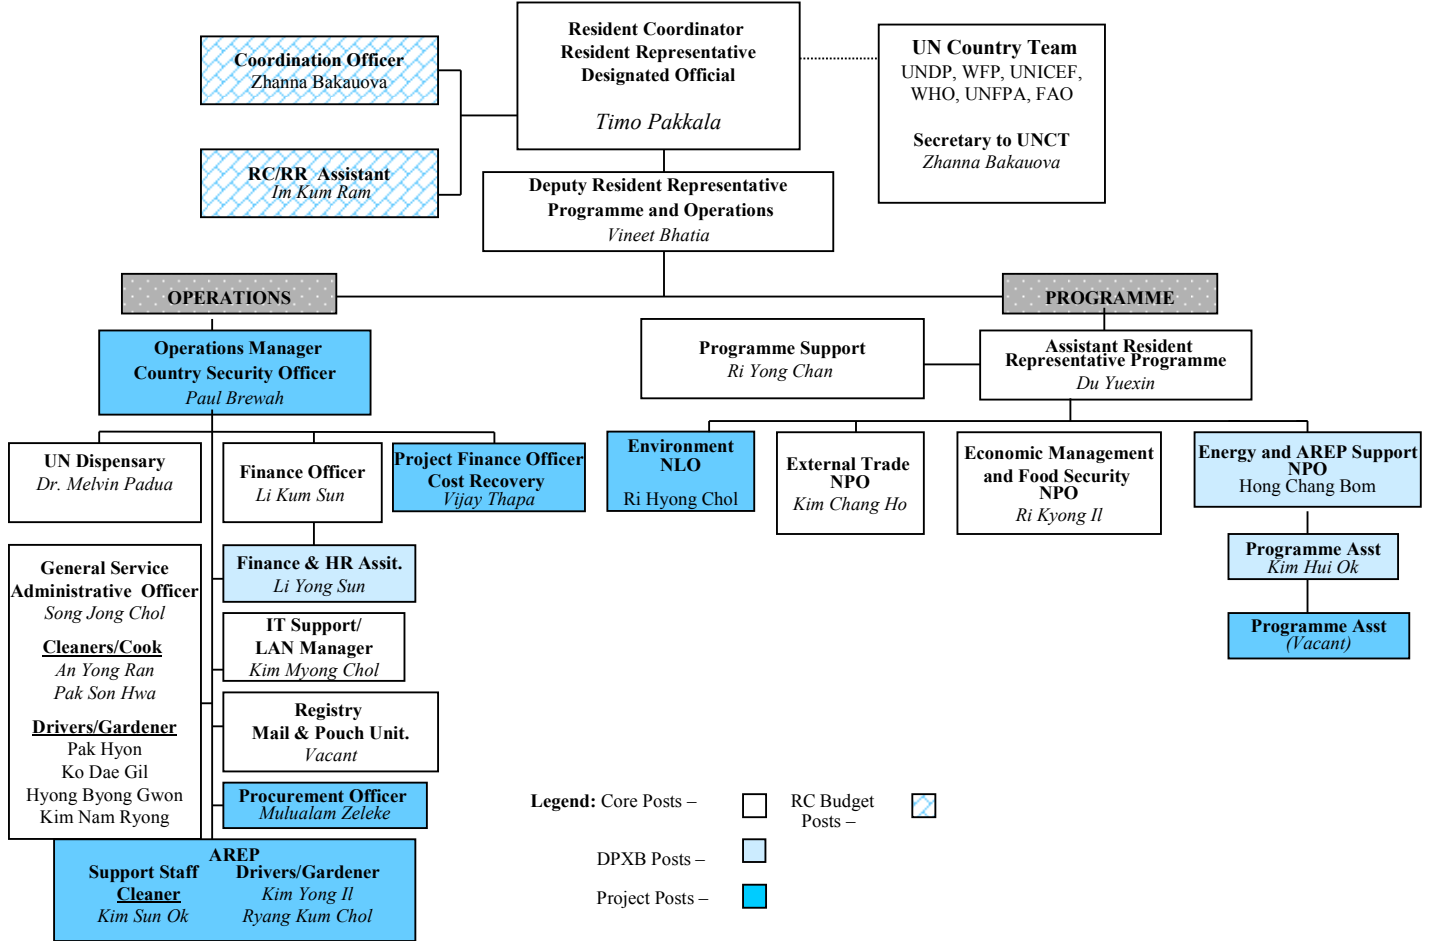 Resident Coordinator
Resident Representative
Designated Official
Timo Pakkala
Coordination Officer
Zhanna Bakauova
RC/RR  Assistant
Im Kum Ram
UN Country Team
UNDP, WFP, UNICEF,
WHO, UNFPA, FAO
Secretary to UNCT
Zhanna Bakauova
Deputy Resident Representative
Programme and Operations
Vineet Bhatia
OPERATIONS
PROGRAMME
Operations Manager
Country Security Officer
Paul Brewah
Programme Support
Ri Yong Chan
Assistant Resident
Representative Programme
Du Yuexin
UN Dispensary
Dr. Melvin Padua
Finance Officer
Li Kum Sun
Project Finance Officer
Cost Recovery
Vijay Thapa
Environment
NLO
Ri Hyong Chol
External Trade
NPO
Kim Chang Ho
Economic Management
and Food Security
NPO
Ri Kyong Il
Energy and AREP Support
NPO
Hong Chang Bom
General Service
Administrative  Officer
Song Jong Chol
Cleaners/Cook
An Yong Ran
Pak Son Hwa
Drivers/Gardener
Pak Hyon
Ko Dae Gil
Hyong Byong Gwon
Kim Nam Ryong
Finance & HR Assit.
Li Yong Sun
IT Support/
LAN Manager
Kim Myong Chol
Registry
Mail & Pouch Unit.
Vacant
Procurement Officer
Mulualam Zeleke
Programme Asst
Kim Hui Ok
Programme Asst
(Vacant)
AREP
Support Staff
Cleaner
Kim Sun Ok
Drivers/Gardener
Kim Yong Il
Ryang Kum Chol
Legend: Core Posts –
RC Budget
Posts –
DPXB Posts –
Project Posts –